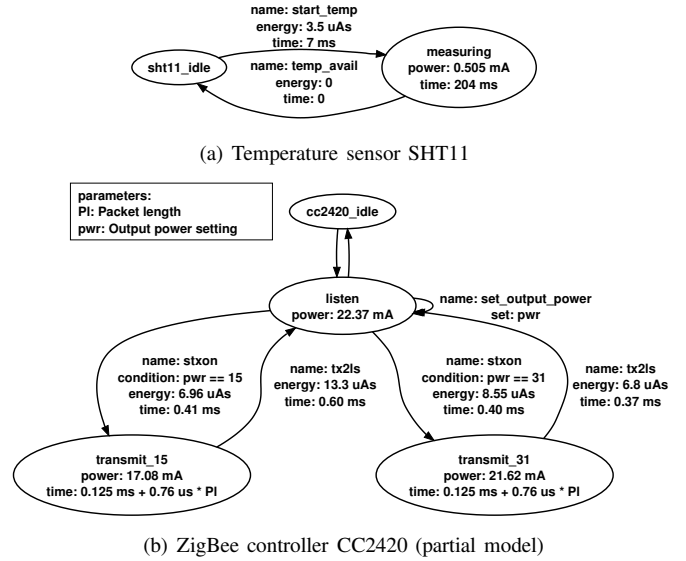 name: start_temp
energy: 3.5 uAs
time: 7 ms
sht11_idle
name: temp_avail
energy: 0
time: 0
measuring
power: 0.505 mA
time: 204 ms
(a) Temperature sensor SHT11
parameters:
Pl: Packet length
pwr: Output power setting
cc2420_idle
listen
power: 22.37 mA
name: set_output_power
set: pwr
name: stxon
condition: pwr == 15
energy: 6.96 uAs
time: 0.41 ms
name: tx2ls
energy: 13.3 uAs
time: 0.60 ms
name: stxon
condition: pwr == 31
energy: 8.55 uAs
time: 0.40 ms
name: tx2ls
energy: 6.8 uAs
time: 0.37 ms
transmit_15
power: 17.08 mA
time: 0.125 ms + 0.76 us * Pl
transmit_31
power: 21.62 mA
time: 0.125 ms + 0.76 us * Pl
(b) ZigBee controller CC2420 (partial model)